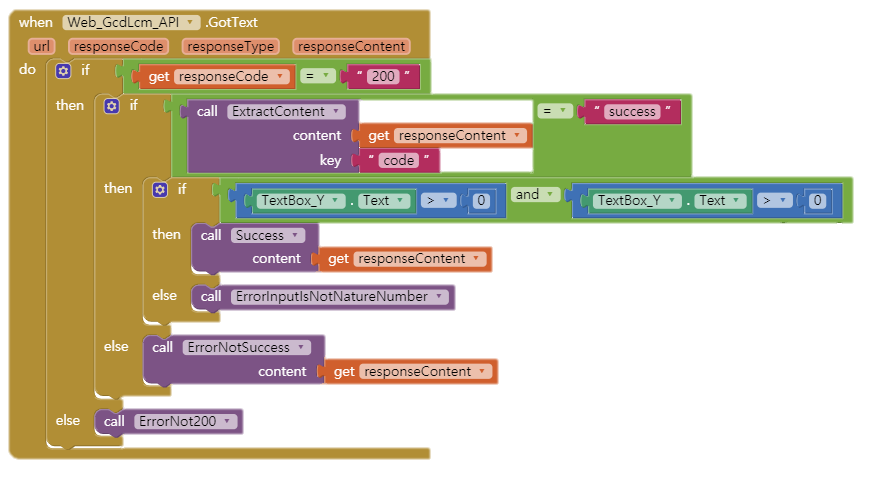 when Web_GcdLcm_API .GotText
url responseCode responseType responseContent
do if get responseCode = " 200 "
then if call ExtractContent = " success "
content get responseContent
key " code "
then if TextBox_Y . Text > 0 and TextBox_Y . Text > 0
then call Success
content get responseContent
else call ErrorInputIsNotNatureNumber
else call ErrorNotSuccess
content get responseContent
else call ErrorNot200